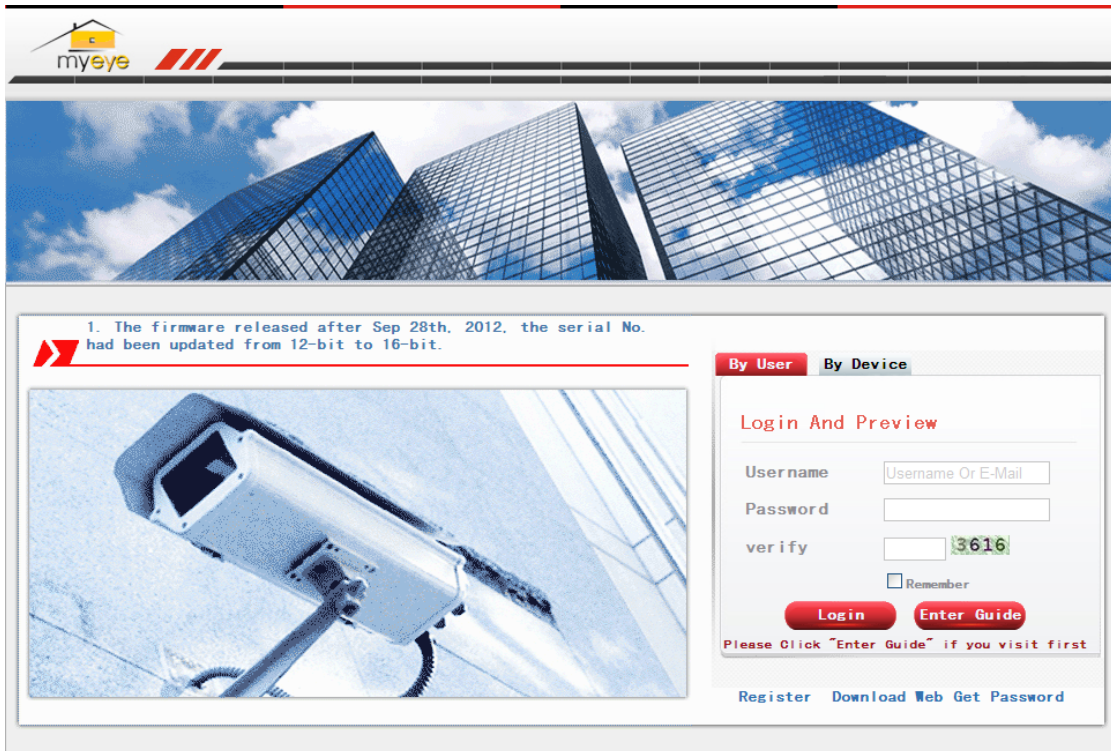 myeye
1. The firmware released after Sep 28th, 2012, the serial No.
had been updated from 12-bit to 16-bit.
By User By Device
Login And Preview
Username Username Or E-Mail
Password
verify 3616
Remember
Login Enter Guide
Please Click "Enter Guide" if you visit first
Register Download Web Get Password